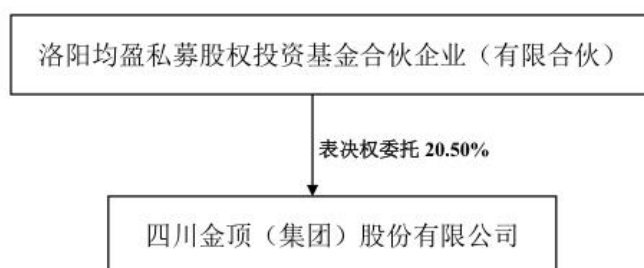 洛阳均盈私募股权投资基金合伙企业（有限合伙）
表决权委托 20.50%
四川金顶（集团）股份有限公司